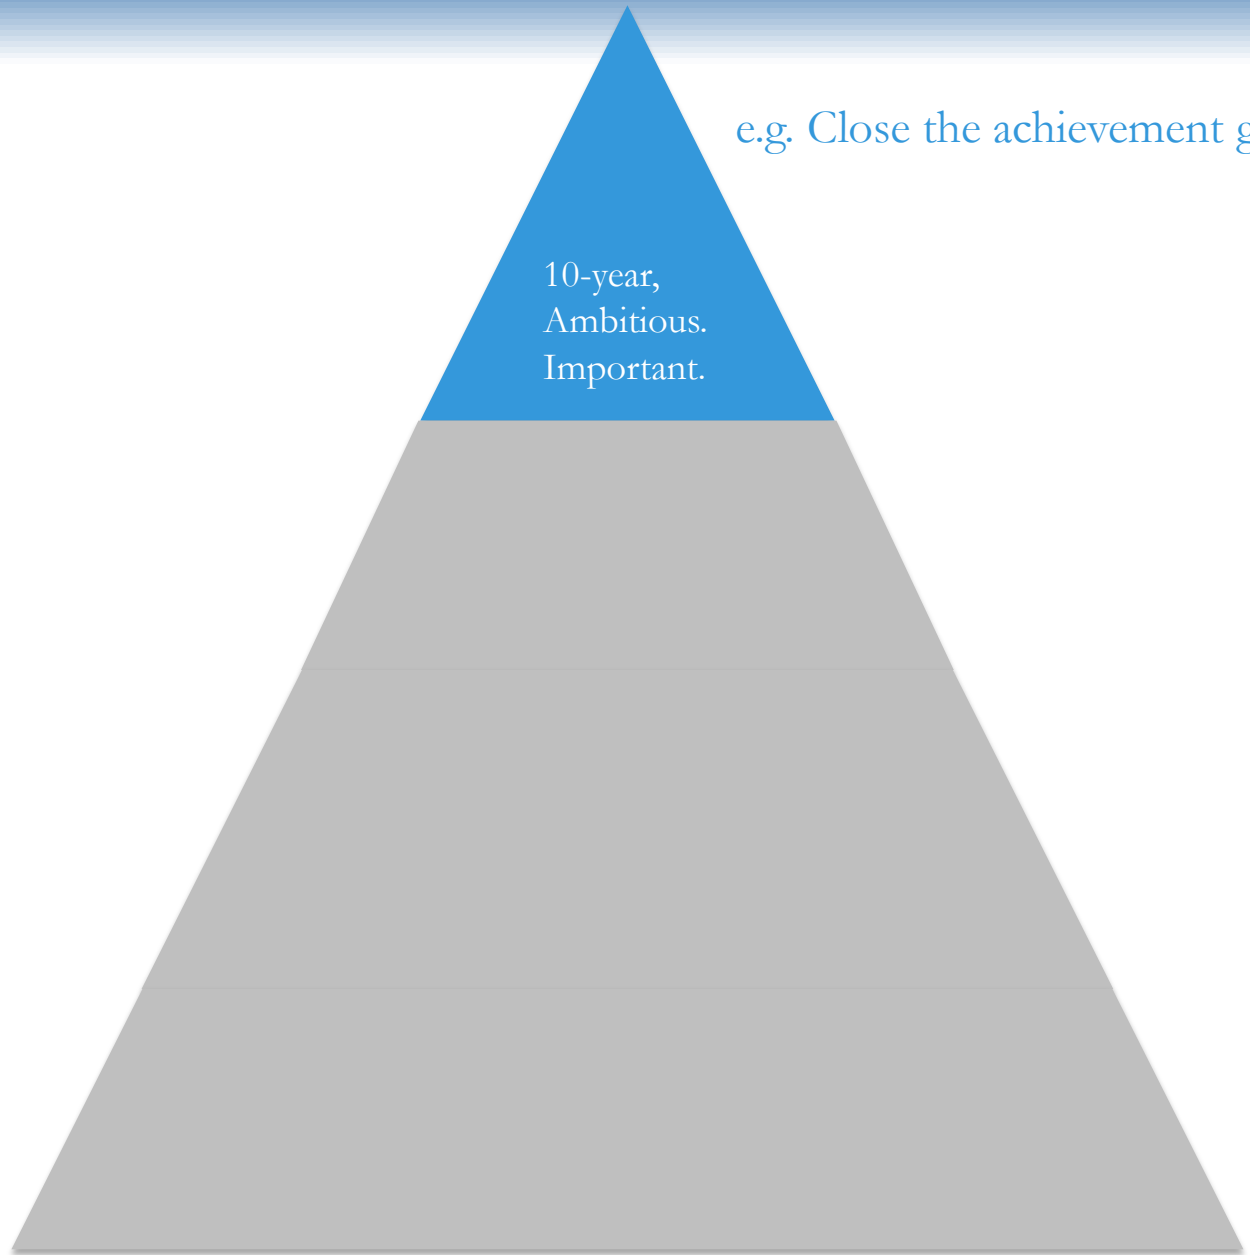 e.g. Close the achievement g
10-year,
Ambitious.
Important.